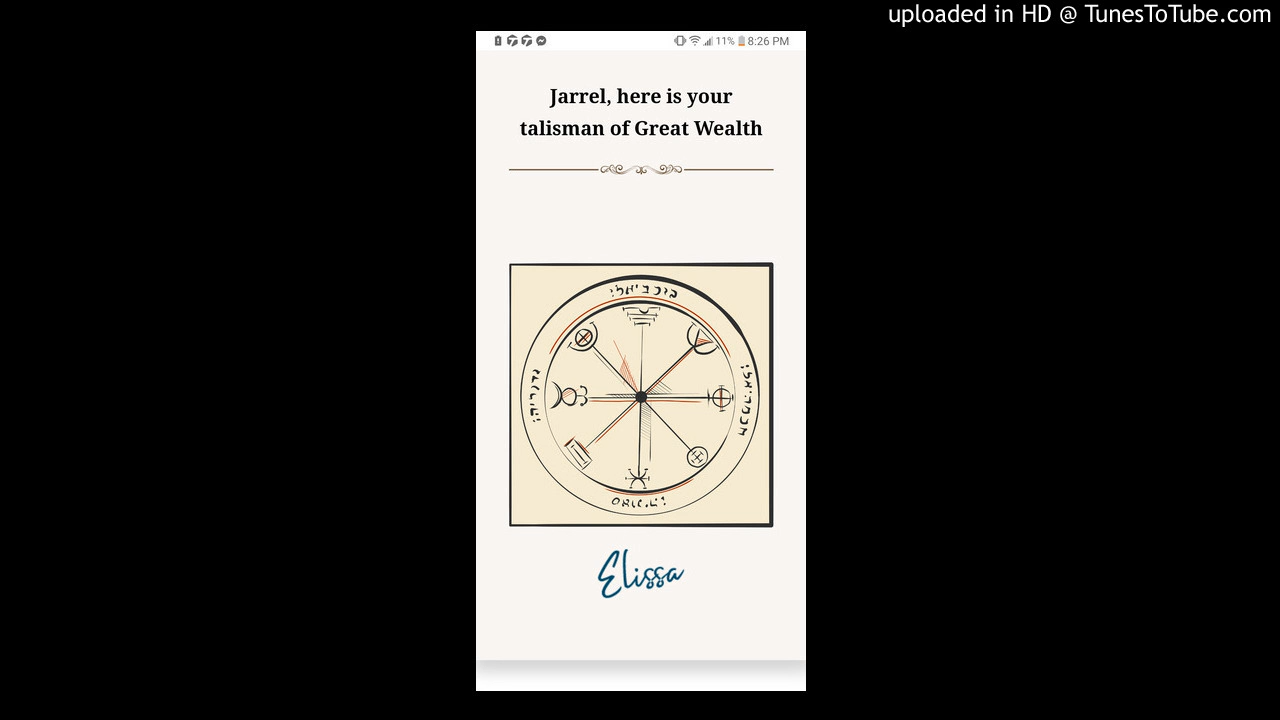 uploaded in HD @ TunesToTube.com
11% 8:26 PM
Jarrel, here is your
talisman of Great Wealth
Elissa